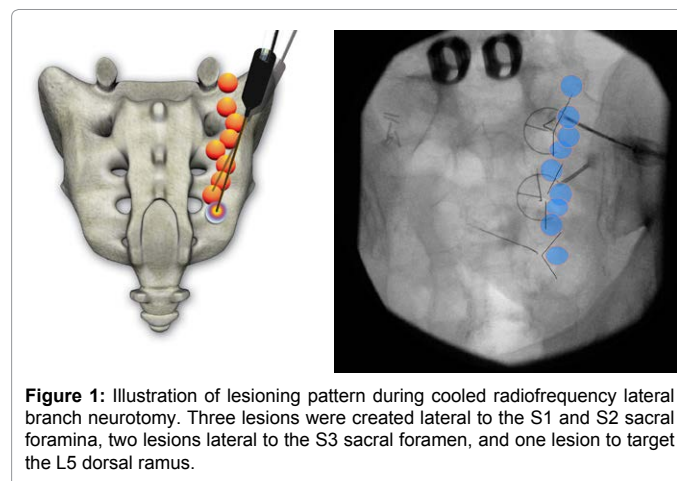 Figure 1: Illustration of lesioning pattern during cooled radiofrequency lateral
branch neurotomy. Three lesions were created lateral to the S1 and S2 sacral
foramina, two lesions lateral to the S3 sacral foramen, and one lesion to target
the L5 dorsal ramus.